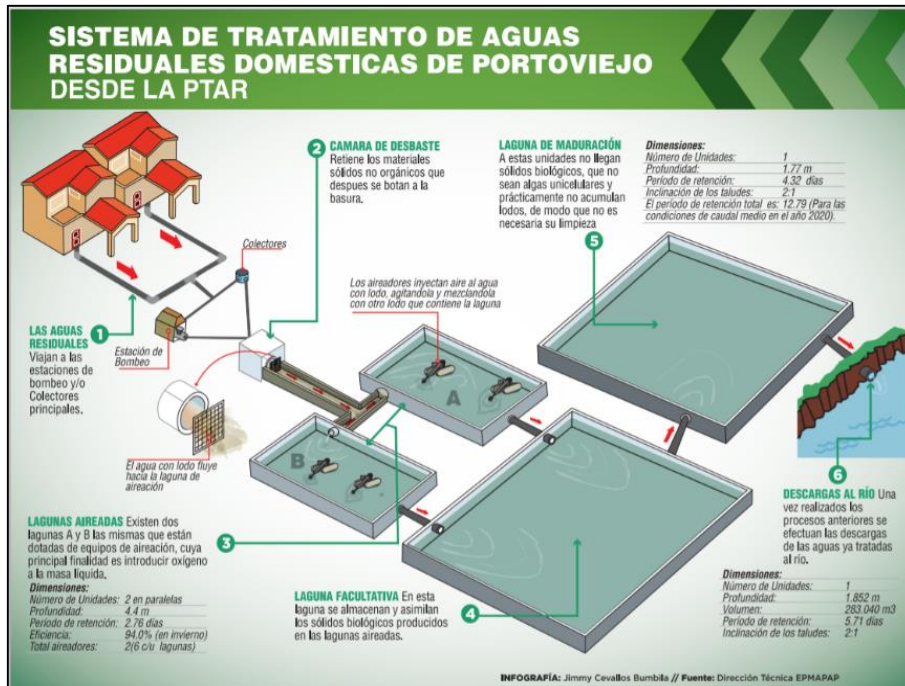 SISTEMA DE TRATAMIENTO DE AGUAS
RESIDUALES DOMESTICAS DE PORTOVIEJO
DESDE LA PTAR
1
LAS AGUAS
RESIDUALES
Viajan a las
estaciones de
bombeo y/o
Colectores
principales.
Colectores
Estación de
Bombeo
2
CAMARA DE DESBASTE
Retiene los materiales
sólidos no orgánicos que
despues se botan a la
basura.
El agua con lodo fluye
hacia la laguna de
aireación
Los aireadores inyectan aire al agua
con lodo, agitandola y mezclandola
con otro lodo que contiene la laguna
A
B
3
LAGUNAS AIREADAS Existen dos
lagunas A y B las mismas que están
dotadas de equipos de aireación, cuya
principal finalidad es introducir oxígeno
a la masa líquida.
Dimensiones:
Número de Unidades: 2 en paralelas
Profundidad: 4.4 m
Período de retención: 2.76 días
Eficiencia: 94.0% (en invierno)
Total aireadores: 2(6 c/u lagunas)
4
LAGUNA FACULTATIVA En esta
laguna se almacenan y asimilan
los sólidos biológicos producidos
en las lagunas aireadas.
5
LAGUNA DE MADURACIÓN
A estas unidades no llegan
sólidos biológicos, que no
sean algas unicelulares y
prácticamente no acumulan
lodos, de modo que no es
necesaria su limpieza
Dimensiones:
Número de Unidades: 1
Profundidad: 1.77 m
Período de retención: 4.32 días
Inclinación de los taludes: 2:1
El período de retención total es: 12.79 (Para las
condiciones de caudal medio en el año 2020).
6
DESCARGAS AL RÍO Una
vez realizados los
procesos anteriores se
efectuan las descargas
de las aguas ya tratadas
al río.
Dimensiones:
Número de Unidades: 1
Profundidad: 1.852 m
Volumen: 283.040 m3
Período de retención: 5.71 días
Inclinación de los taludes: 2:1
INFOGRAFÍA: Jimmy Cevallos Bumbila // Fuente: Dirección Técnica EPMAPAP